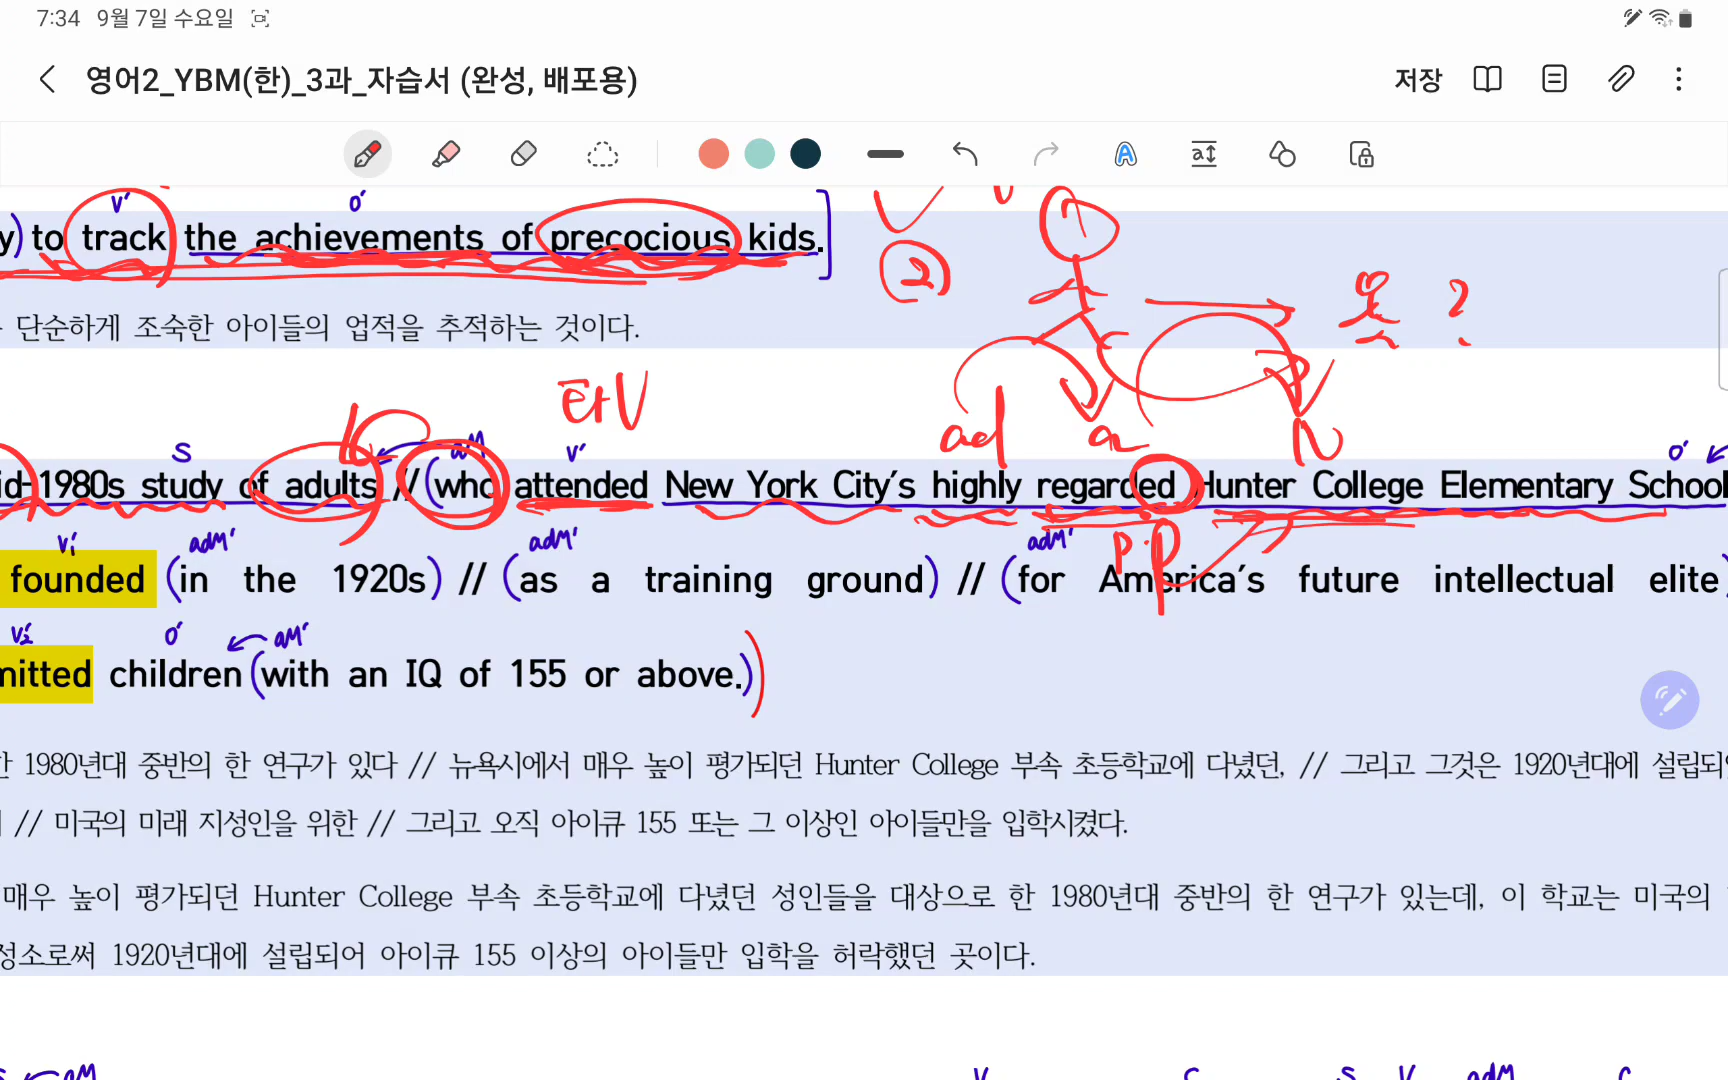 7:34 9월 7일 수요일
영어2_YBM(한)_3과_자습서 (완성, 배포용)
저장
v' o'
y) to track the achievements of precocious kids.]
② ①
단순하게 조숙한 아이들의 업적을 추적하는 것이다.
못 ?
타V
ad a N
S aM v' o'
id-1980s study of adults // (who attended New York City's highly regarded Hunter College Elementary School
vi adM' adM' adM' p.p
founded (in the 1920s) // (as a training ground) // (for America's future intellectual elite)
o' aM'
mitted children (with an IQ of 155 or above.))
한 1980년대 중반의 한 연구가 있다 // 뉴욕시에서 매우 높이 평가되던 Hunter College 부속 초등학교에 다녔던, // 그리고 그것은 1920년대에 설립되었
// 미국의 미래 지성인을 위한 // 그리고 오직 아이큐 155 또는 그 이상인 아이들만을 입학시켰다.
매우 높이 평가되던 Hunter College 부속 초등학교에 다녔던 성인들을 대상으로 한 1980년대 중반의 한 연구가 있는데, 이 학교는 미국의
성소로써 1920년대에 설립되어 아이큐 155 이상의 아이들만 입학을 허락했던 곳이다.
S aM V C S V adM C